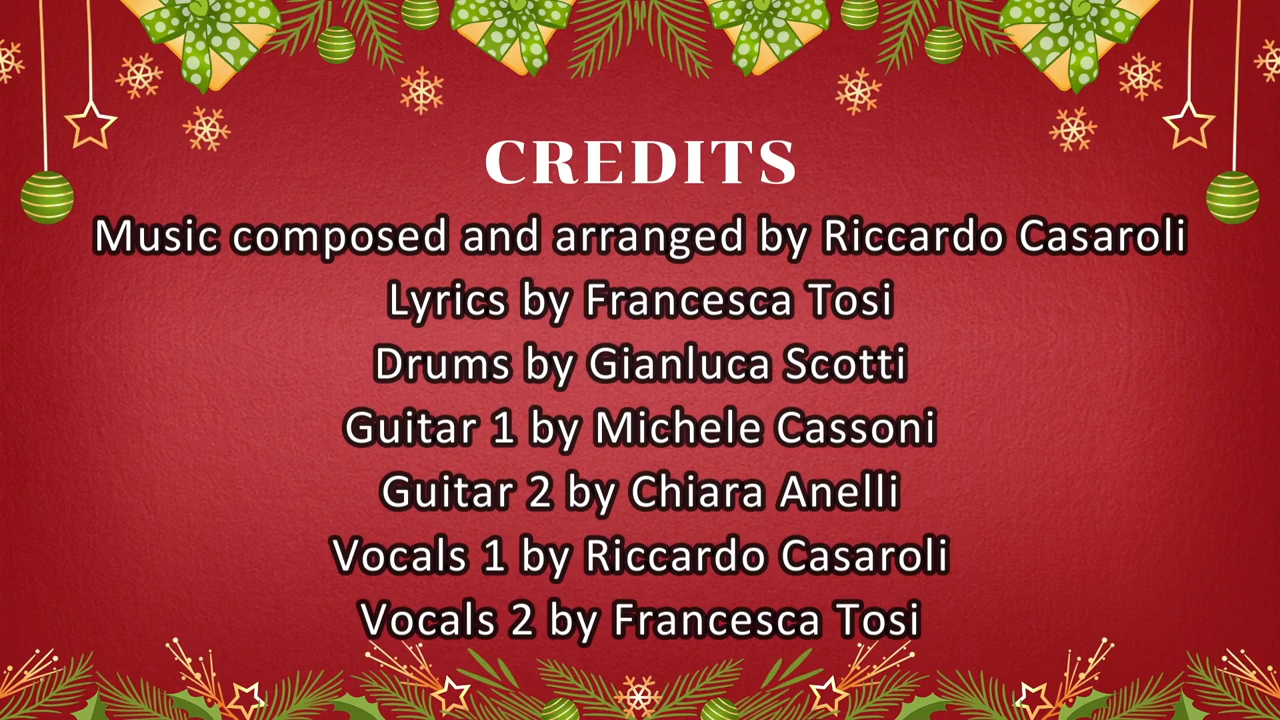 CREDITS
Music composed and arranged by Riccardo Casaroli
Lyrics by Francesca Tosi
Drums by Gianluca Scotti
Guitar 1 by Michele Cassoni
Guitar 2 by Chiara Anelli
Vocals 1 by Riccardo Casaroli
Vocals 2 by Francesca Tosi